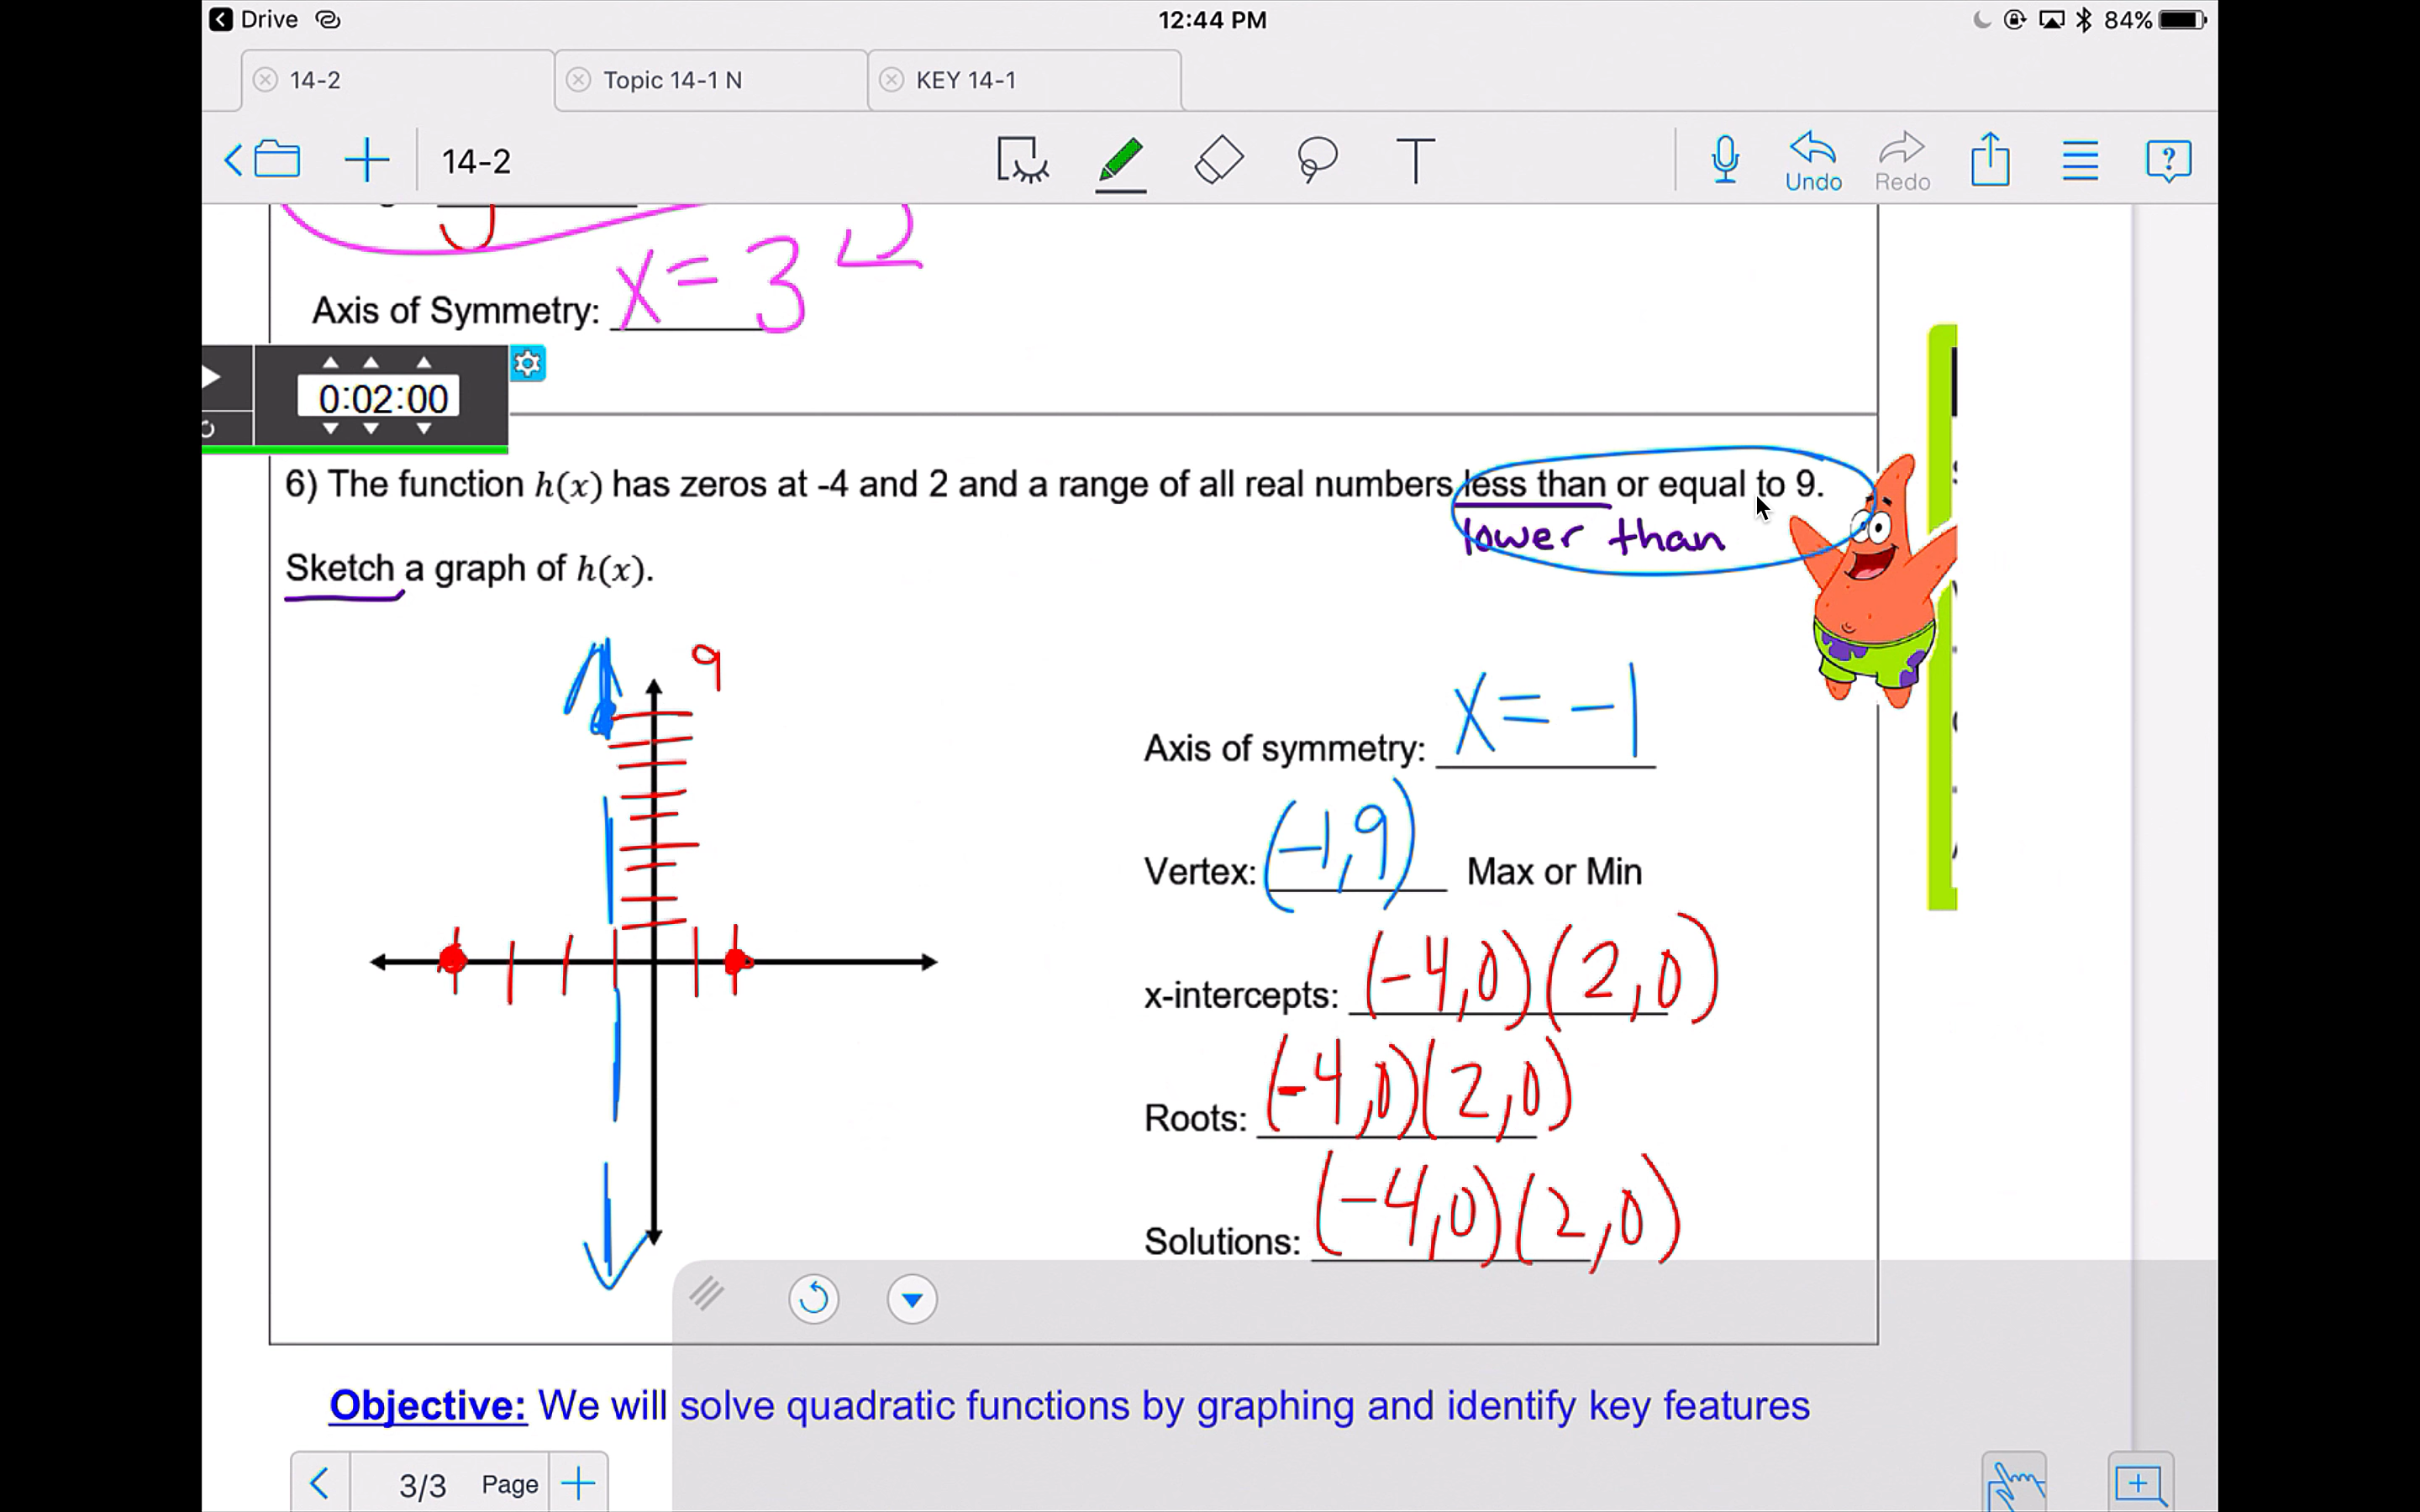 Drive 12:44 PM 84%
14-2 Topic 14-1 N KEY 14-1
14-2 Undo Redo
Axis of Symmetry: x = 3
0:02:00
6) The function h(x) has zeros at -4 and 2 and a range of all real numbers less than or equal to 9.
lower than
Sketch a graph of h(x).
9
Axis of symmetry: x = -1
Vertex: (-1,9) Max or Min
x-intercepts: (-4,0)(2,0)
Roots: (-4,0)(2,0)
Solutions: (-4,0)(2,0)
Objective: We will solve quadratic functions by graphing and identify key features
3/3 Page